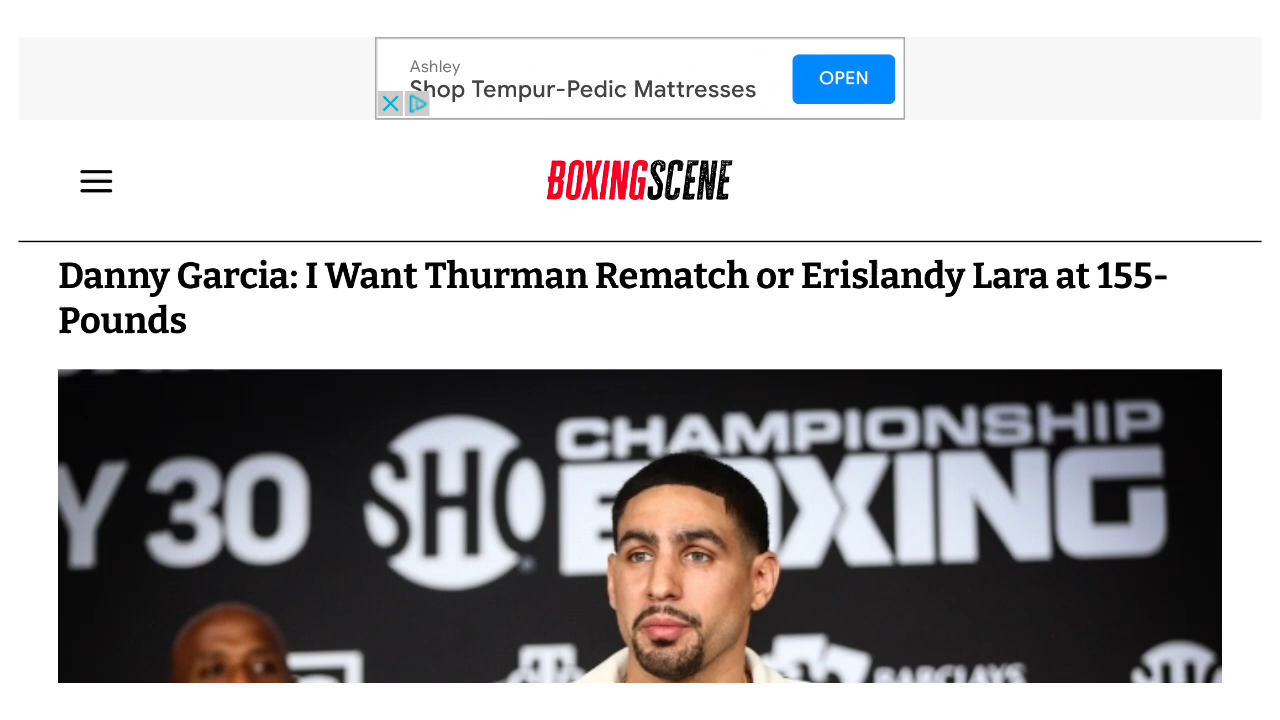 Ashley
Shop Tempur-Pedic Mattresses
OPEN
BOXINGSCENE
Danny Garcia: I Want Thurman Rematch or Erislandy Lara at 155-
Pounds
Y 30
SHO
CHAMPIONSHIP
BOXING
BARCLAYS
SHO